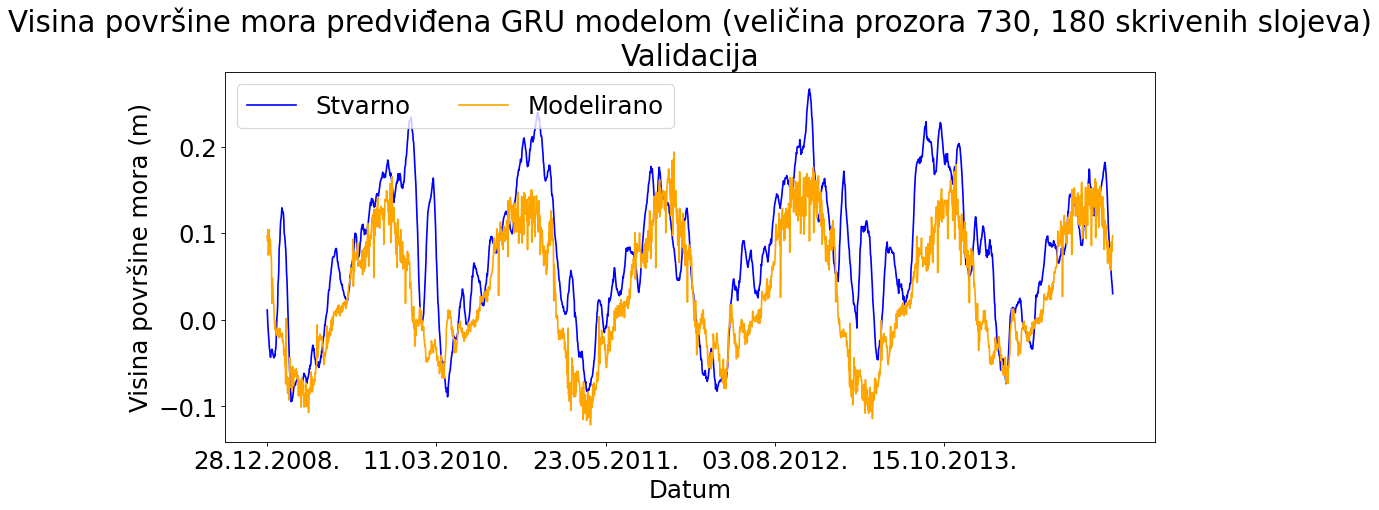 Visina površine mora predviđena GRU modelom (veličina prozora 730, 180 skrivenih slojeva)
Validacija
Stvarno Modelirano
Visina površine mora (m)
0.2
0.1
0.0
−0.1
28.12.2008. 11.03.2010. 23.05.2011. 03.08.2012. 15.10.2013.
Datum